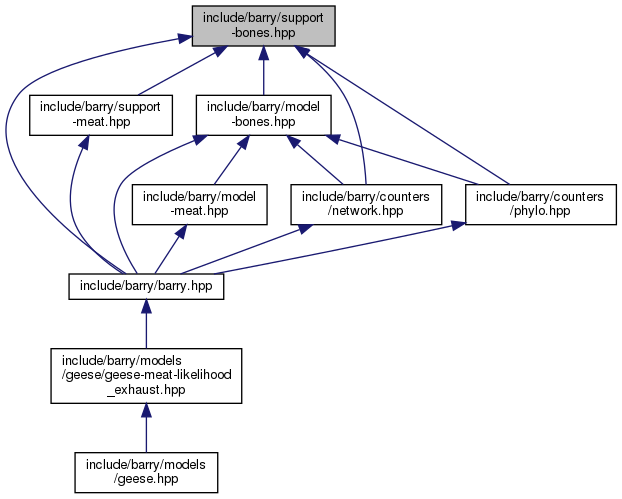 include/barry/support
-bones.hpp
include/barry/support
-meat.hpp
include/barry/model
-bones.hpp
include/barry/model
-meat.hpp
include/barry/counters
/network.hpp
include/barry/counters
/phylo.hpp
include/barry/barry.hpp
include/barry/models
/geese/geese-meat-likelihood
_exhaust.hpp
include/barry/models
/geese.hpp